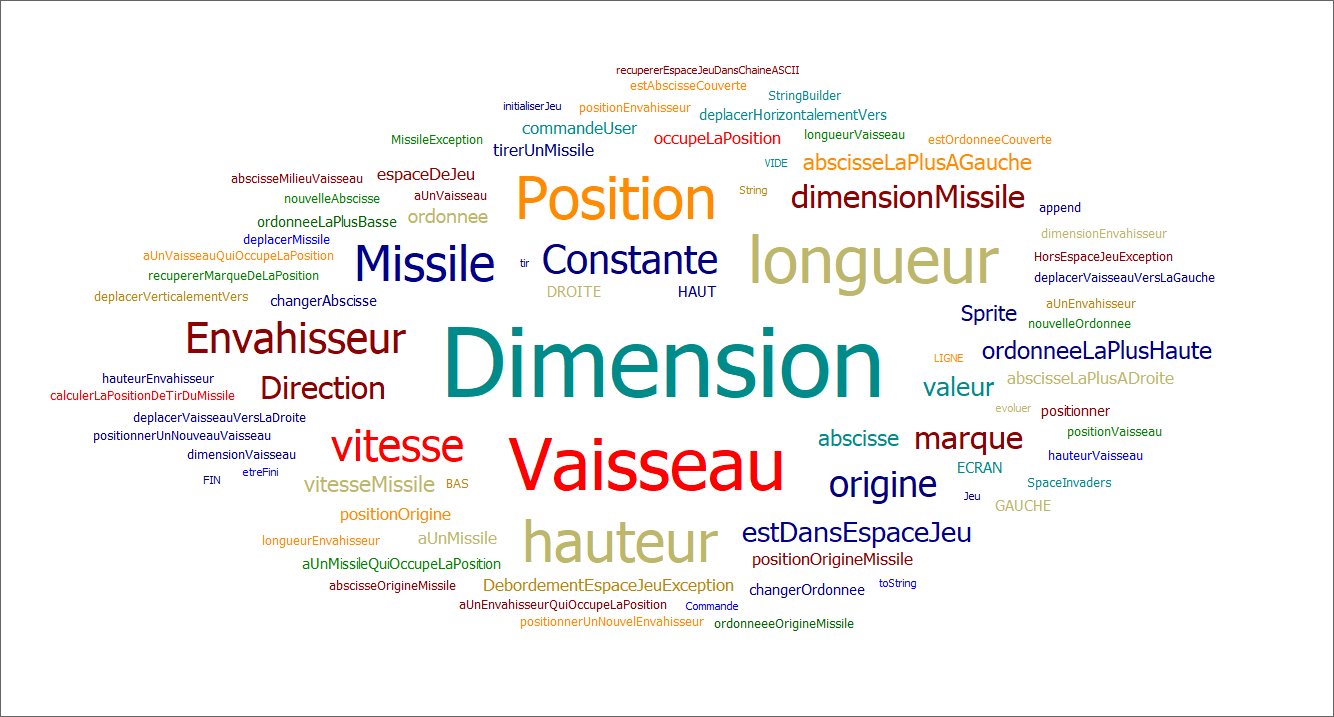 recupererEspaceJeuDansChaineASCII
estAbscisseCouverte
StringBuilder
initialiserJeu
positionEnvahisseur
deplacerHorizontalementVers
commandeUser
MissileException
occupeLaPosition
longueurVaisseau
estOrdonneeCouverte
tirerUnMissile
VIDE
abscisseLaPlusAGauche
abscisseMilieuVaisseau
espaceDeJeu
nouvelleAbscisse
aUnVaisseau
Position
String
dimensionMissile
append
ordonneeLaPlusBasse
ordonnee
deplacerMissile
dimensionEnvahisseur
aUnVaisseauQuiOccupeLaPosition
Missile
tir
Constante
longueur
HorsEspaceJeuException
recupererMarqueDeLaPosition
deplacerVaisseauVersLaGauche
deplacerVerticalementVers
changerAbscisse
DROITE
HAUT
aUnEnvahisseur
Sprite
nouvelleOrdonnee
Envahisseur
Dimension
LIGNE
ordonneeLaPlusHaute
hauteurEnvahisseur
Direction
valeur
abscisseLaPlusADroite
calculerLaPositionDeTirDuMissile
evoluer
positionner
deplacerVaisseauVersLaDroite
positionnerUnNouveauVaisseau
vitesse
abscisse
marque
positionVaisseau
dimensionVaisseau
Vaisseau
hauteurVaisseau
etreFini
ECRAN
FIN
vitesseMissile
BAS
origine
Jeu
SpaceInvaders
GAUCHE
positionOrigine
longueurEnvahisseur
aUnMissile
hauteur
estDansEspaceJeu
aUnMissileQuiOccupeLaPosition
positionOrigineMissile
abscisseOrigineMissile
DebordementEspaceJeuException
changerOrdonnee
toString
aUnEnvahisseurQuiOccupeLaPosition
Commande
positionnerUnNouvelEnvahisseur
ordonneeeOrigineMissile